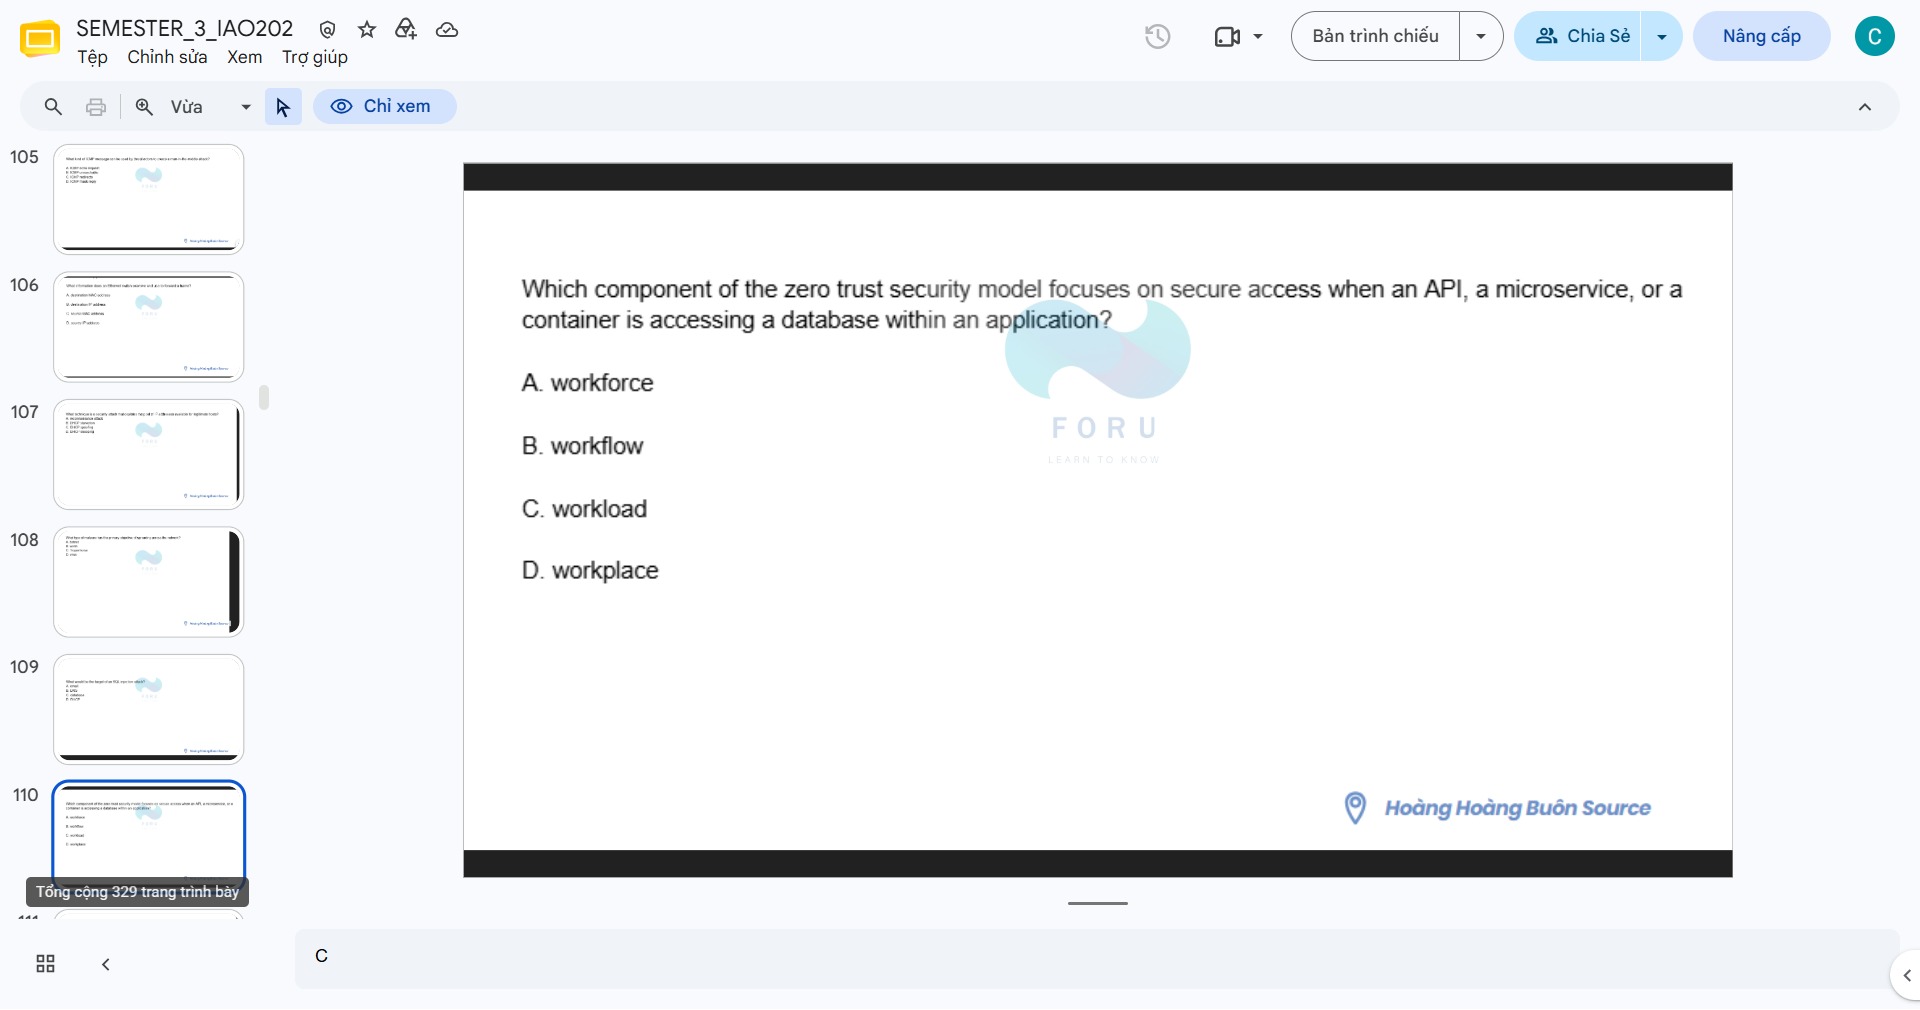 SEMESTER_3_IAO202
Tệp Chỉnh sửa Xem Trợ giúp
Bản trình chiếu
Chia Sẻ
Nâng cấp
C
Vừa
Chỉ xem
105
106
107
108
109
110
Tổng cộng 329 trang trình bày
Which component of the zero trust security model focuses on secure access when an API, a microservice, or a
container is accessing a database within an application?
A. workforce
B. workflow
C. workload
D. workplace
FORU
LEARN TO KNOW
Hoàng Hoàng Buôn Source
C